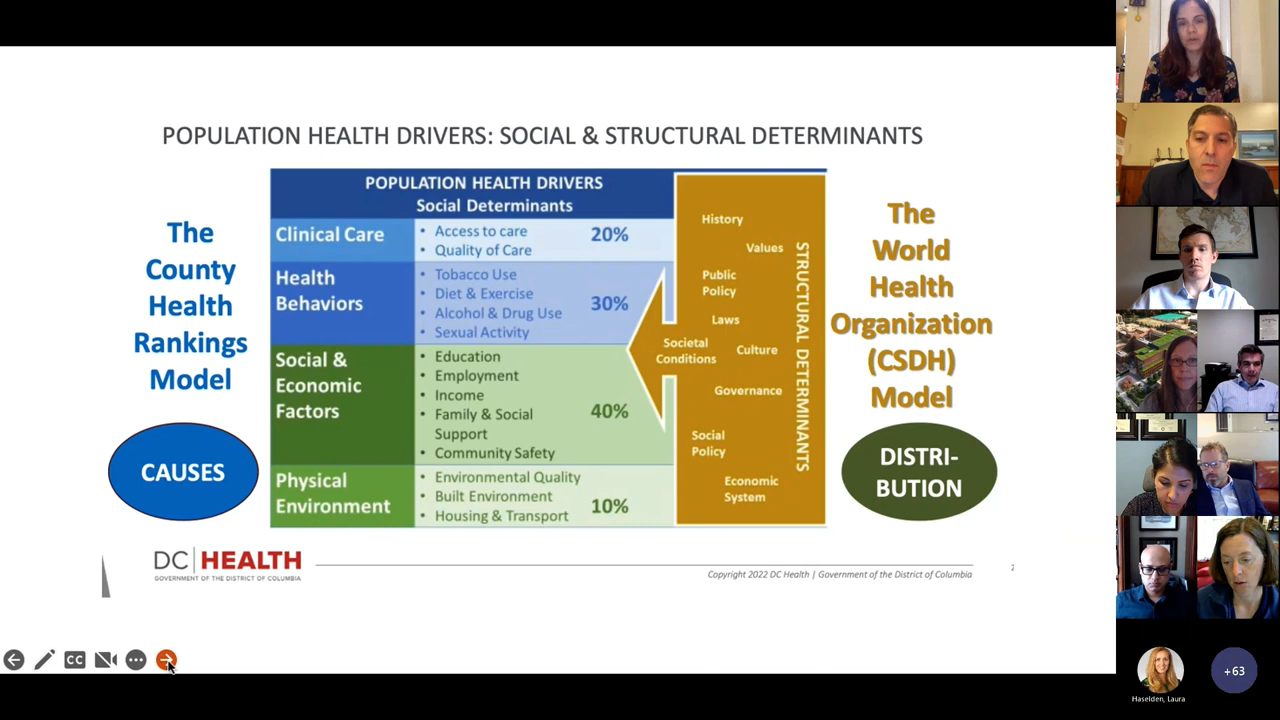 POPULATION HEALTH DRIVERS: SOCIAL & STRUCTURAL DETERMINANTS
The
County
Health
Rankings
Model
CAUSES
POPULATION HEALTH DRIVERS
Social Determinants
Clinical Care
• Access to care
• Quality of Care
20%
Health
Behaviors
• Tobacco Use
• Diet & Exercise
• Alcohol & Drug Use
• Sexual Activity
30%
Social &
Economic
Factors
• Education
• Employment
• Income
• Family & Social
Support
• Community Safety
40%
Physical
Environment
• Environmental Quality
• Built Environment
• Housing & Transport
10%
History
Values
Public
Policy
Laws
Societal
Conditions
Culture
Governance
Social
Policy
Economic
System
STRUCTURAL DETERMINANTS
The
World
Health
Organization
(CSDH)
Model
DISTRI-
BUTION
DC|HEALTH
GOVERNMENT OF THE DISTRICT OF COLUMBIA
Copyright 2022 DC Health | Government of the District of Columbia
CC
Haselden, Laura
+63